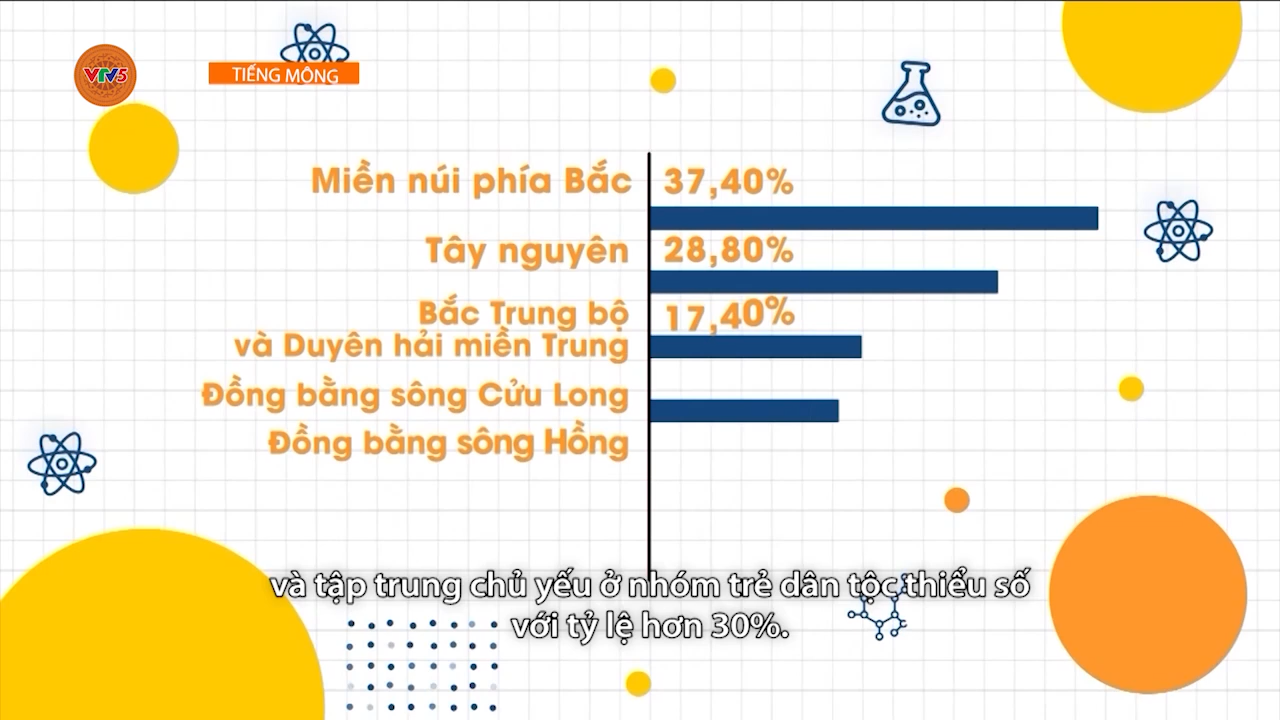 VTV5
TIẾNG MÔNG
Miền núi phía Bắc 37,40%
Tây nguyên 28,80%
Bắc Trung bộ 17,40%
và Duyên hải miền Trung
Đồng bằng sông Cửu Long
Đồng bằng sông Hồng
và tập trung chủ yếu ở nhóm trẻ dân tộc thiểu số
với tỷ lệ hơn 30%.